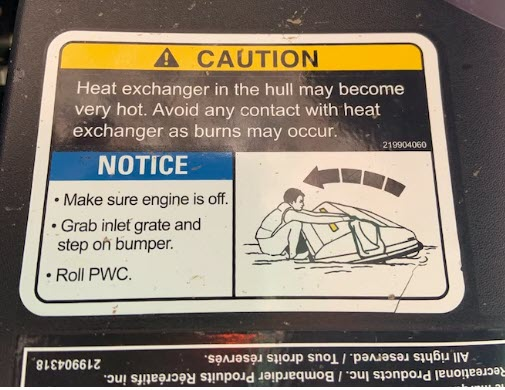 CAUTION
Heat exchanger in the hull may become
very hot. Avoid any contact with heat
exchanger as burns may occur.
219904060
NOTICE
• Make sure engine is off.
• Grab inlet grate and
step on bumper.
• Roll PWC.
219904318
All rights reserved. / Tous droits réservés.
Recreational Products Inc. / Bombardier Produits Récréatifs inc.